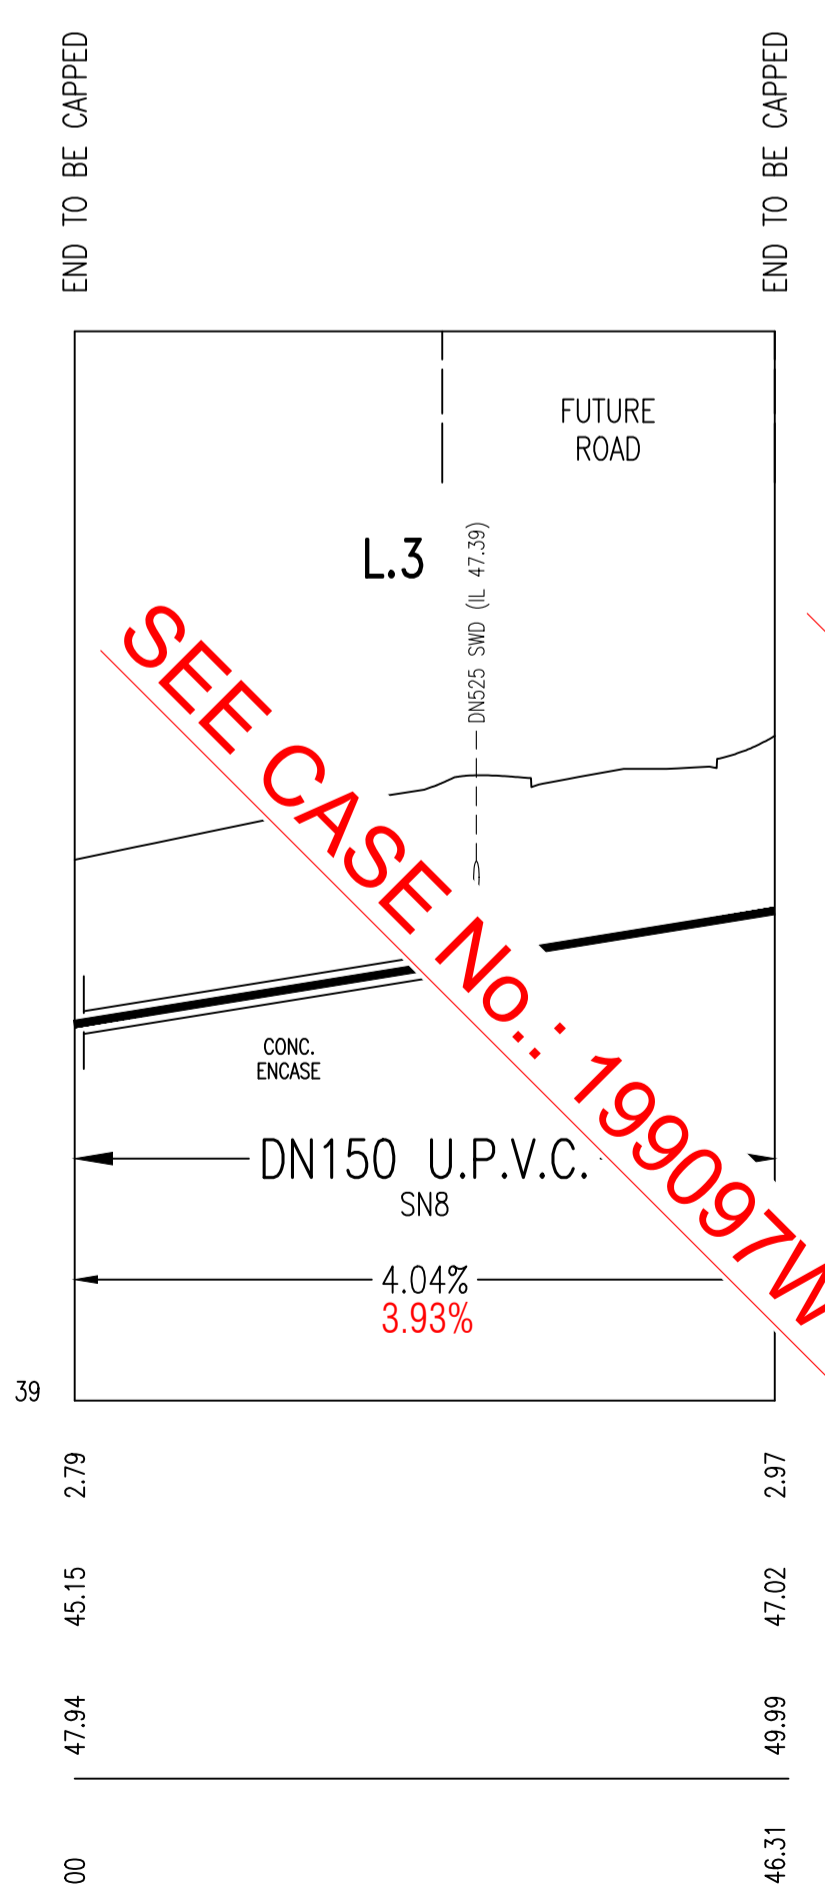 END TO BE CAPPED
END TO BE CAPPED
FUTURE
ROAD
L.3
DN525 SWD (IL 47.39)
SEE CASE No.: 199097W
CONC.
ENCASE
DN150 U.P.V.C.
SN8
4.04%
3.93%
39
2.79
2.97
45.15
47.02
47.94
49.99
00
46.31